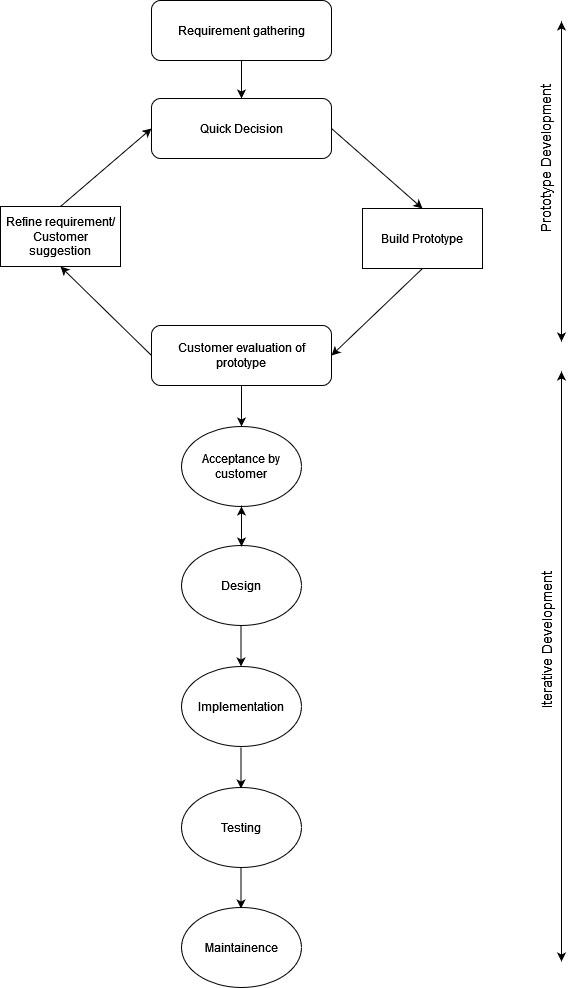 Requirement gathering
Quick Decision
Refine requirement/
Customer
suggestion
Build Prototype
Customer evaluation of
prototype
Acceptance by
customer
Design
Implementation
Testing
Maintainence
Prototype Development
Iterative Development